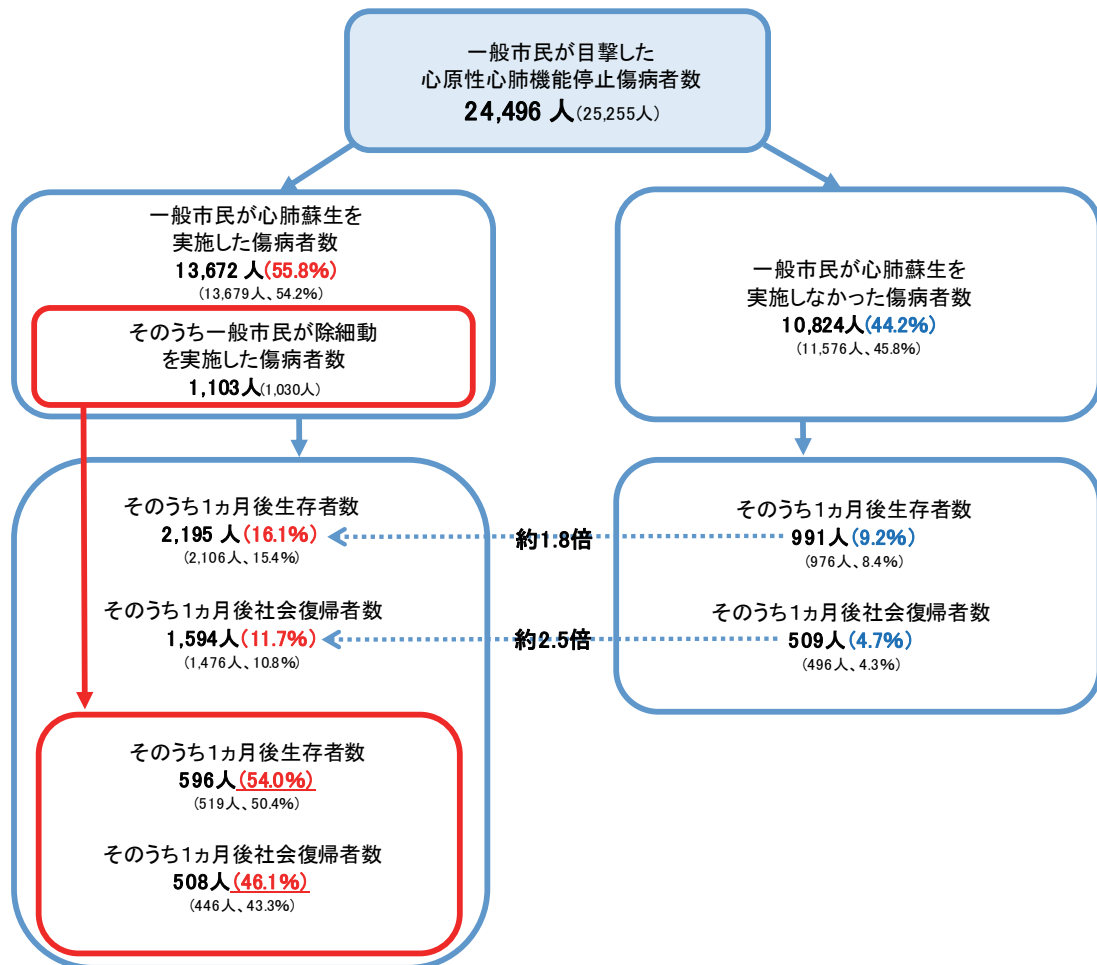 一般市民が目撃した
心原性心肺機能停止傷病者数
24,496 人(25,255人)
一般市民が心肺蘇生を
実施した傷病者数
13,672 人(55.8%)
(13,679人、54.2%)
そのうち一般市民が除細動
を実施した傷病者数
1,103人(1,030人)
一般市民が心肺蘇生を
実施しなかった傷病者数
10,824人(44.2%)
(11,576人、45.8%)
そのうち1ヵ月後生存者数
2,195 人(16.1%)
(2,106人、15.4%)
約1.8倍
そのうち1ヵ月後生存者数
991人(9.2%)
(976人、8.4%)
そのうち1ヵ月後社会復帰者数
1,594人(11.7%)
(1,476人、10.8%)
約2.5倍
そのうち1ヵ月後社会復帰者数
509人(4.7%)
(496人、4.3%)
そのうち1ヵ月後生存者数
596人(54.0%)
(519人、50.4%)
そのうち1ヵ月後社会復帰者数
508人(46.1%)
(446人、43.3%)